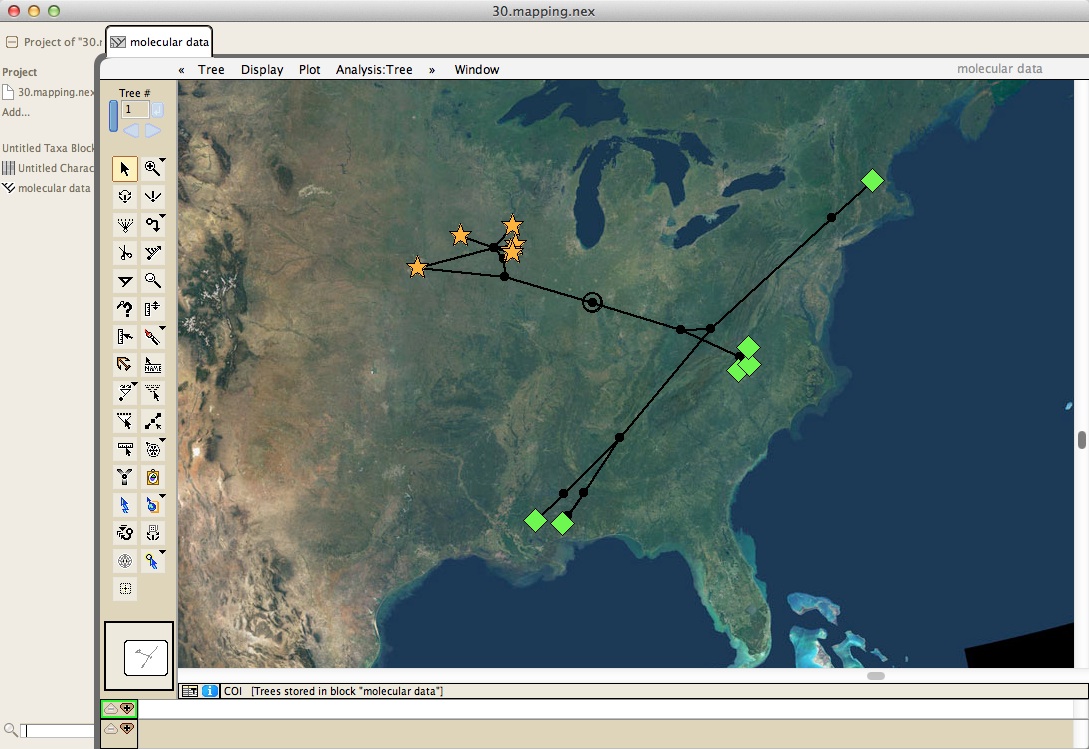 30.mapping.nex
Project of "30.r
molecular data
« Tree Display Plot Analysis:Tree » Window
molecular data
Project
30.mapping.nex
Add...
Untitled Taxa Block
Untitled Charac
molecular data
Tree #
1
?
NAME
COI [Trees stored in block "molecular data"]